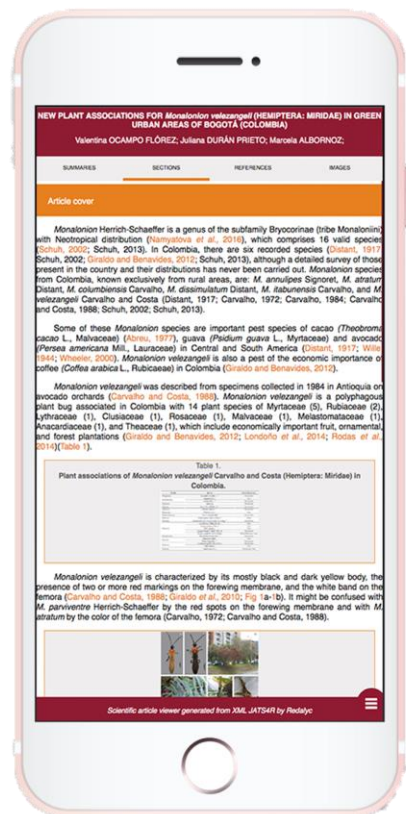 NEW PLANT ASSOCIATIONS FOR Monalonion velezangeli (HEMIPTERA: MIRIDAE) IN GREEN
URBAN AREAS OF BOGOTÁ (COLOMBIA)
Valentina OCAMPO FLÓREZ; Juliana DURÁN PRIETO; Marcela ALBORNOZ;
SUMMARIES SECTIONS REFERENCES IMAGES
Article cover
Monalonion Herrich-Schaeffer is a genus of the subfamily Bryocorinae (tribe Monaloniini)
with Neotropical distribution (Namyatova et al., 2016), which comprises 16 valid species
(Schuh, 2002; Schuh, 2013). In Colombia, there are six recorded species (Distant, 1917;
Schuh, 2002; Giraldo and Benavides, 2012; Schuh, 2013), although a detailed survey of those
present in the country and their distributions has never been carried out. Monalonion species
from Colombia, known exclusively from rural areas, are: M. annulipes Signoret, M. atratum
Distant, M. columbiensis Carvalho, M. dissimulatum Distant, M. itabunensis Carvalho, and M.
velezangeli Carvalho and Costa (Distant, 1917; Carvalho, 1972; Carvalho, 1984; Carvalho
and Costa, 1988; Schuh, 2002; Schuh, 2013).
Some of these Monalonion species are important pest species of cacao (Theobroma
cacao L., Malvaceae) (Abreu, 1977), guava (Psidium guava L., Myrtaceae) and avocado
(Persea americana Mill., Lauraceae) in Central and South America (Distant, 1917; Wille
1944; Wheeler, 2000). Monalonion velezangeli is also a pest of the economic importance of
coffee (Coffea arabica L., Rubicaeae) in Colombia (Giraldo and Benavides, 2012).
Monalonion velezangeli was described from specimens collected in 1984 in Antioquia on
avocado orchards (Carvalho and Costa, 1988). Monalonion velezangeli is a polyphagous
plant bug associated in Colombia with 14 plant species of Myrtaceae (5), Rubiaceae (2),
Lythraceae (1), Clusiaceae (1), Rosaceae (1), Malvaceae (1), Melastomataceae (1),
Anacardiaceae (1), and Theaceae (1), which include economically important fruit, ornamental,
and forest plantations (Giraldo and Benavides, 2012; Londoño et al., 2014; Rodas et al.,
2014)(Table 1).
Table 1.
Plant associations of Monalonion velezangeli Carvalho and Costa (Hemiptera: Miridae) in
Colombia.
Monalonion velezangeli is characterized by its mostly black and dark yellow body, the
presence of two or more red markings on the forewing membrane, and the white band on the
femora (Carvalho and Costa, 1988; Giraldo et al., 2010; Fig 1a-1b). It might be confused with
M. parviventre Herrich-Schaeffer by the red spots on the forewing membrane and with M.
atratum by the color of the femora (Carvalho, 1972; Carvalho and Costa, 1988).
Scientific article viewer generated from XML JATS4R by Redalyc